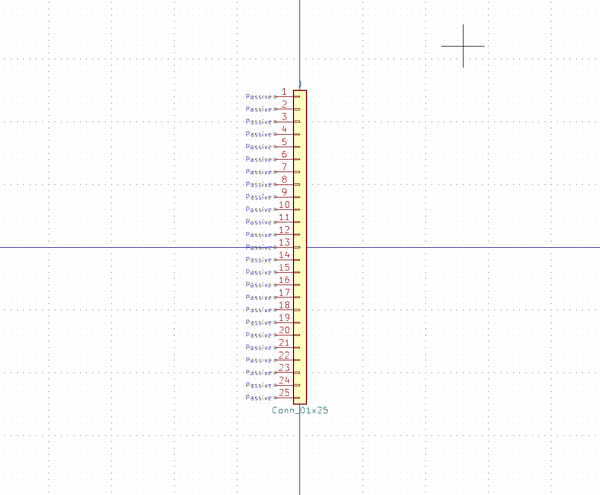 J
Passive 1
Passive 2
Passive 3
Passive 4
Passive 5
Passive 6
Passive 7
Passive 8
Passive 9
Passive 10
Passive 11
Passive 12
Passive 13
Passive 14
Passive 15
Passive 16
Passive 17
Passive 18
Passive 19
Passive 20
Passive 21
Passive 22
Passive 23
Passive 24
Passive 25
Conn_01x25